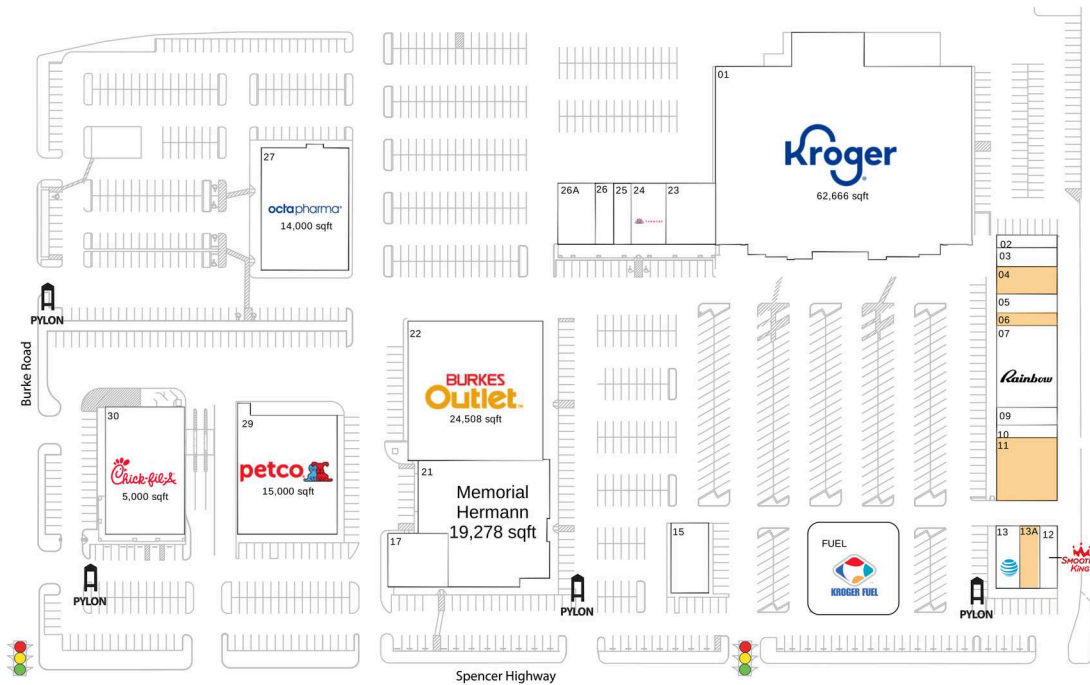 01
Kroger
62,666 sqft
27
octapharma
14,000 sqft
26A
26
25
24
23
02
03
04
05
06
07
Rainbow
09
10
11
PYLON
Burke Road
22
BURKES
Outlet
24,508 sqft
30
Chick-fil-A
5,000 sqft
29
petco
15,000 sqft
21
Memorial
Hermann
19,278 sqft
17
15
FUEL
KROGER FUEL
13
13A
12
SMOOTHIE
KING
PYLON
PYLON
PYLON
Spencer Highway